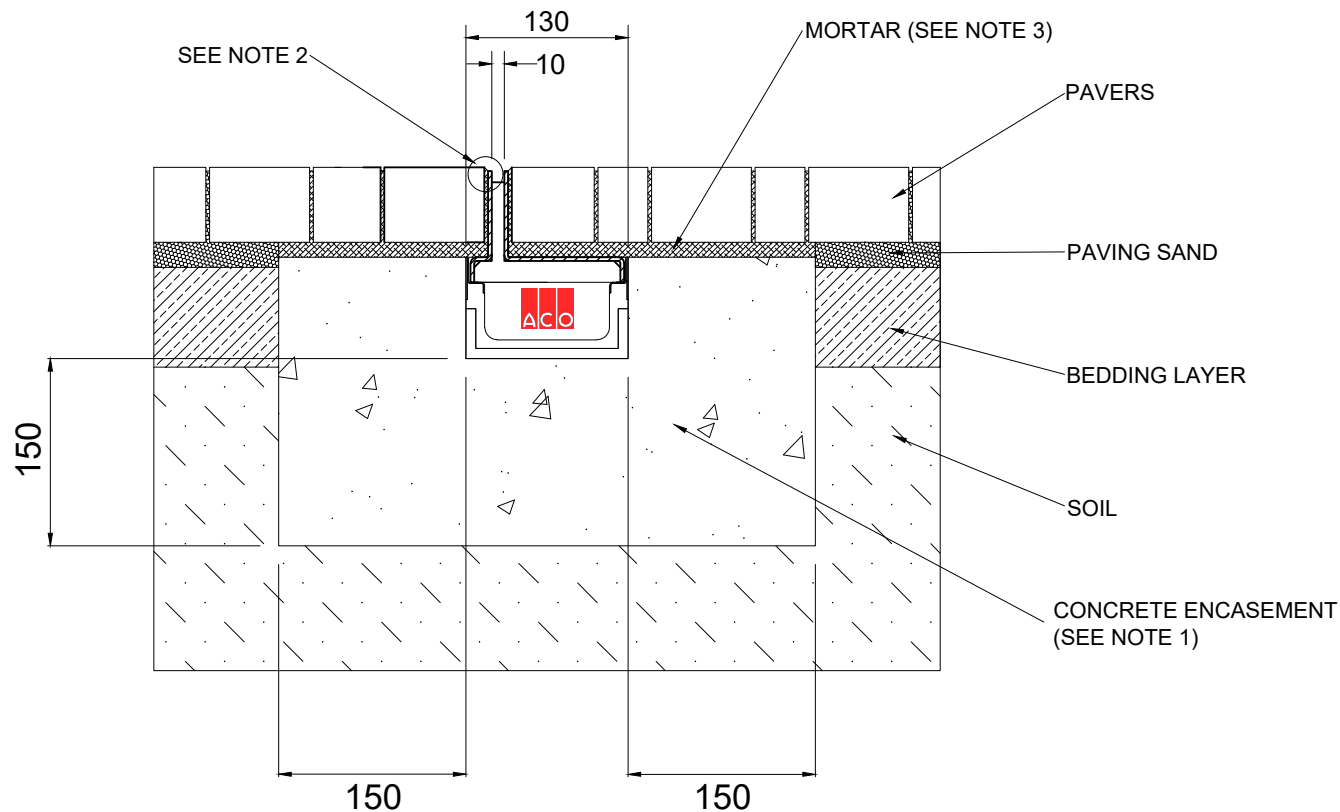 130
MORTAR (SEE NOTE 3)
SEE NOTE 2
10
PAVERS
PAVING SAND
ACO
BEDDING LAYER
150
SOIL
CONCRETE ENCASEMENT
(SEE NOTE 1)
150
150